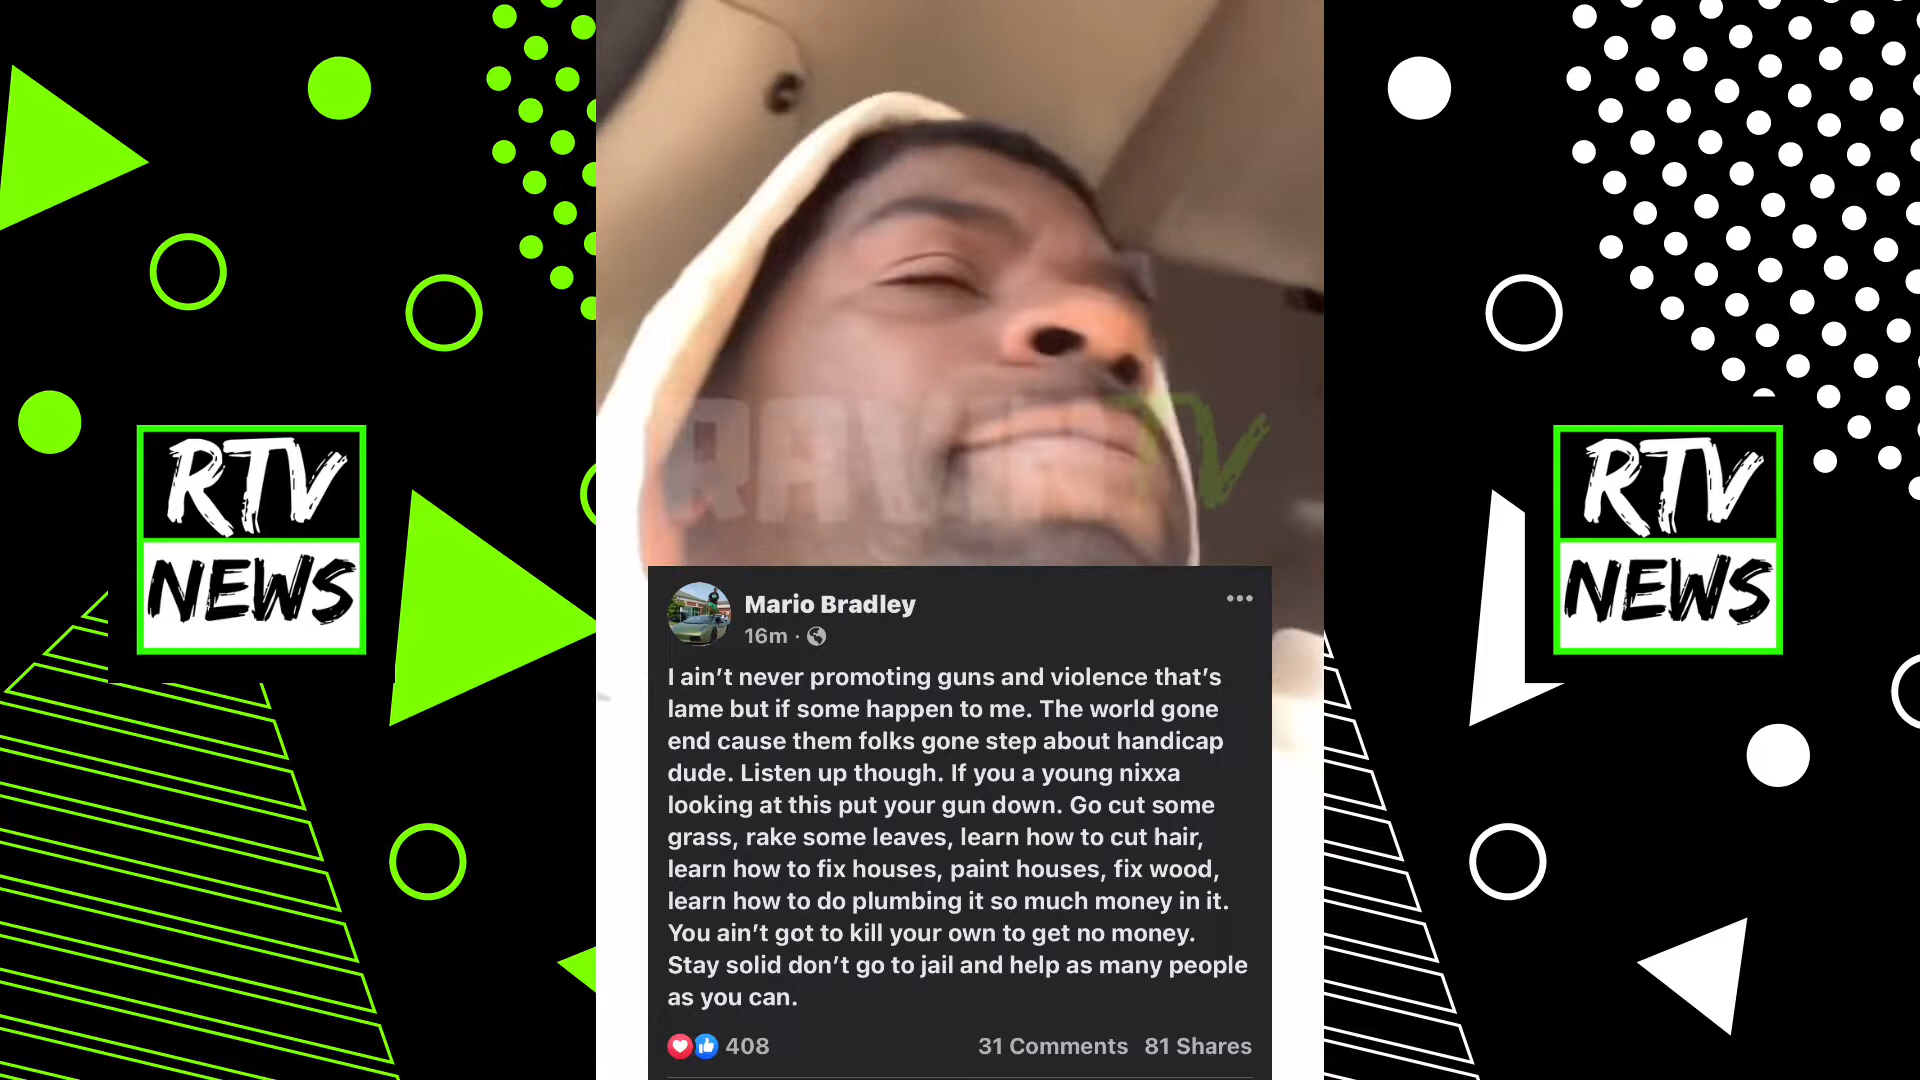 RTV
NEWS
RTV
NEWS
TV
Mario Bradley
16m ·
I ain’t never promoting guns and violence that’s
lame but if some happen to me. The world gone
end cause them folks gone step about handicap
dude. Listen up though. If you a young nixxa
looking at this put your gun down. Go cut some
grass, rake some leaves, learn how to cut hair,
learn how to fix houses, paint houses, fix wood,
learn how to do plumbing it so much money in it.
You ain’t got to kill your own to get no money.
Stay solid don’t go to jail and help as many people
as you can.
408 31 Comments 81 Shares